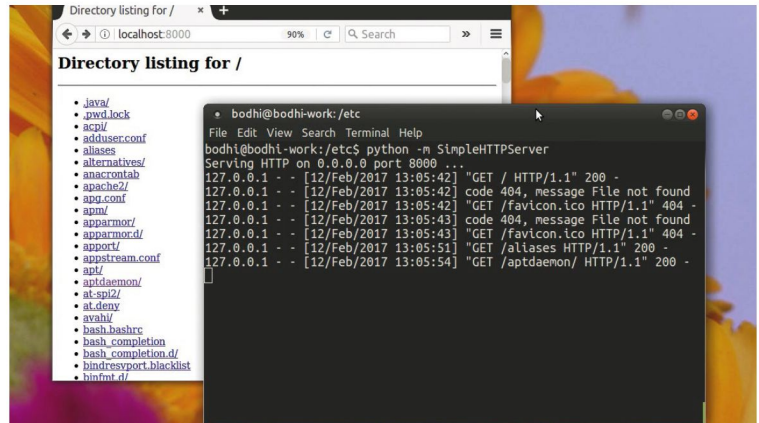 Directory listing for / × +
localhost:8000 90% Search »
Directory listing for /
.java/
.pwd.lock
acpi/
adduser.conf
aliases
alternatives/
anacrontab
apache2/
apg.conf
apm/
apparmor/
apparmor.d/
apport/
appstream.conf
apt/
aptdaemon/
at-spi2/
at.deny
avahi/
bash.bashrc
bash_completion
bash_completion.d/
bindresvport.blacklist
binfmt.d/
bodhi@bodhi-work: /etc
File Edit View Search Terminal Help
bodhi@bodhi-work:/etc$ python -m SimpleHTTPServer
Serving HTTP on 0.0.0.0 port 8000 ...
127.0.0.1 - - [12/Feb/2017 13:05:42] "GET / HTTP/1.1" 200 -
127.0.0.1 - - [12/Feb/2017 13:05:42] code 404, message File not found
127.0.0.1 - - [12/Feb/2017 13:05:42] "GET /favicon.ico HTTP/1.1" 404 -
127.0.0.1 - - [12/Feb/2017 13:05:43] code 404, message File not found
127.0.0.1 - - [12/Feb/2017 13:05:43] "GET /favicon.ico HTTP/1.1" 404 -
127.0.0.1 - - [12/Feb/2017 13:05:51] "GET /aliases HTTP/1.1" 200 -
127.0.0.1 - - [12/Feb/2017 13:05:54] "GET /aptdaemon/ HTTP/1.1" 200 -